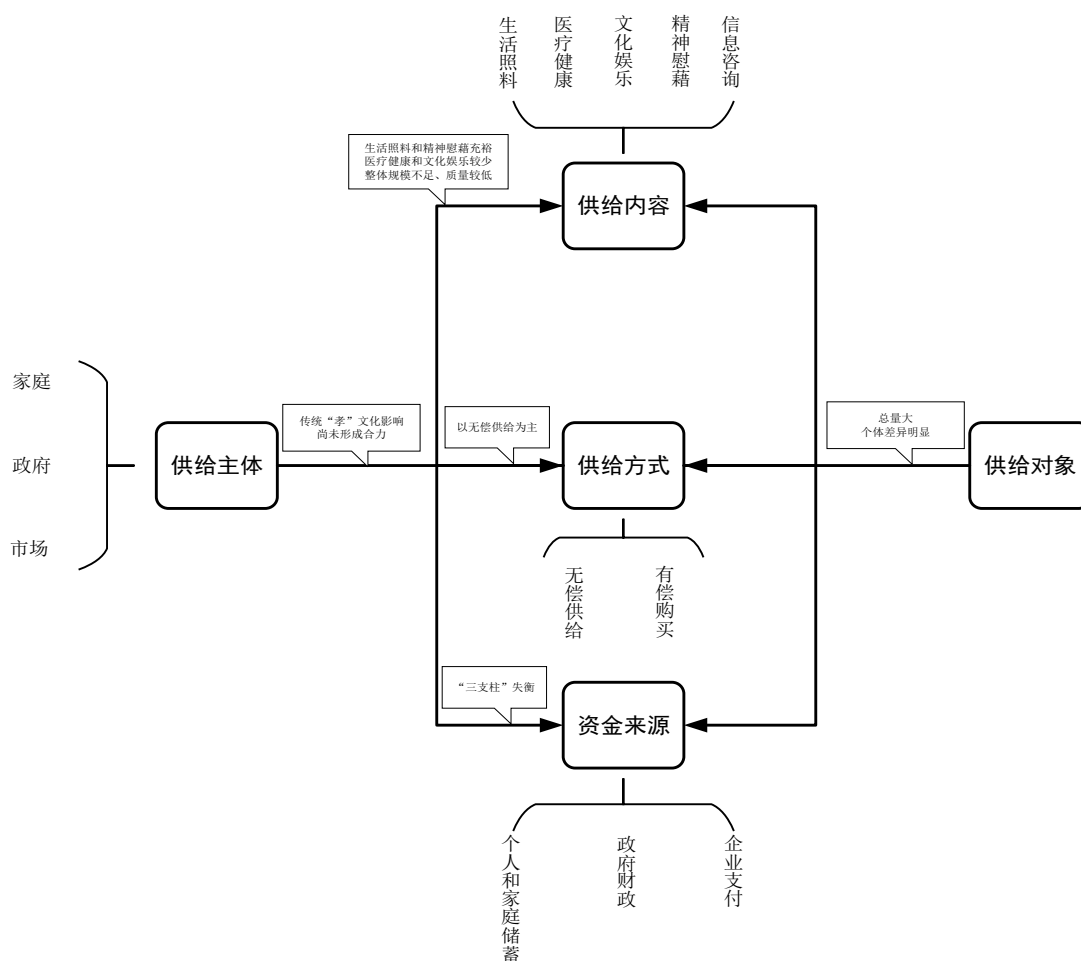 生活照料
医疗健康
文化娱乐
精神慰藉
信息咨询
生活照料和精神慰藉充裕
医疗健康和文化娱乐较少
整体规模不足、质量较低
供给内容
家庭
政府
市场
供给主体
传统“孝”文化影响
尚未形成合力
以无偿供给为主
供给方式
总量大
个体差异明显
供给对象
无偿供给
有偿购买
“三支柱”失衡
资金来源
个人和家庭储蓄
政府财政
企业支付